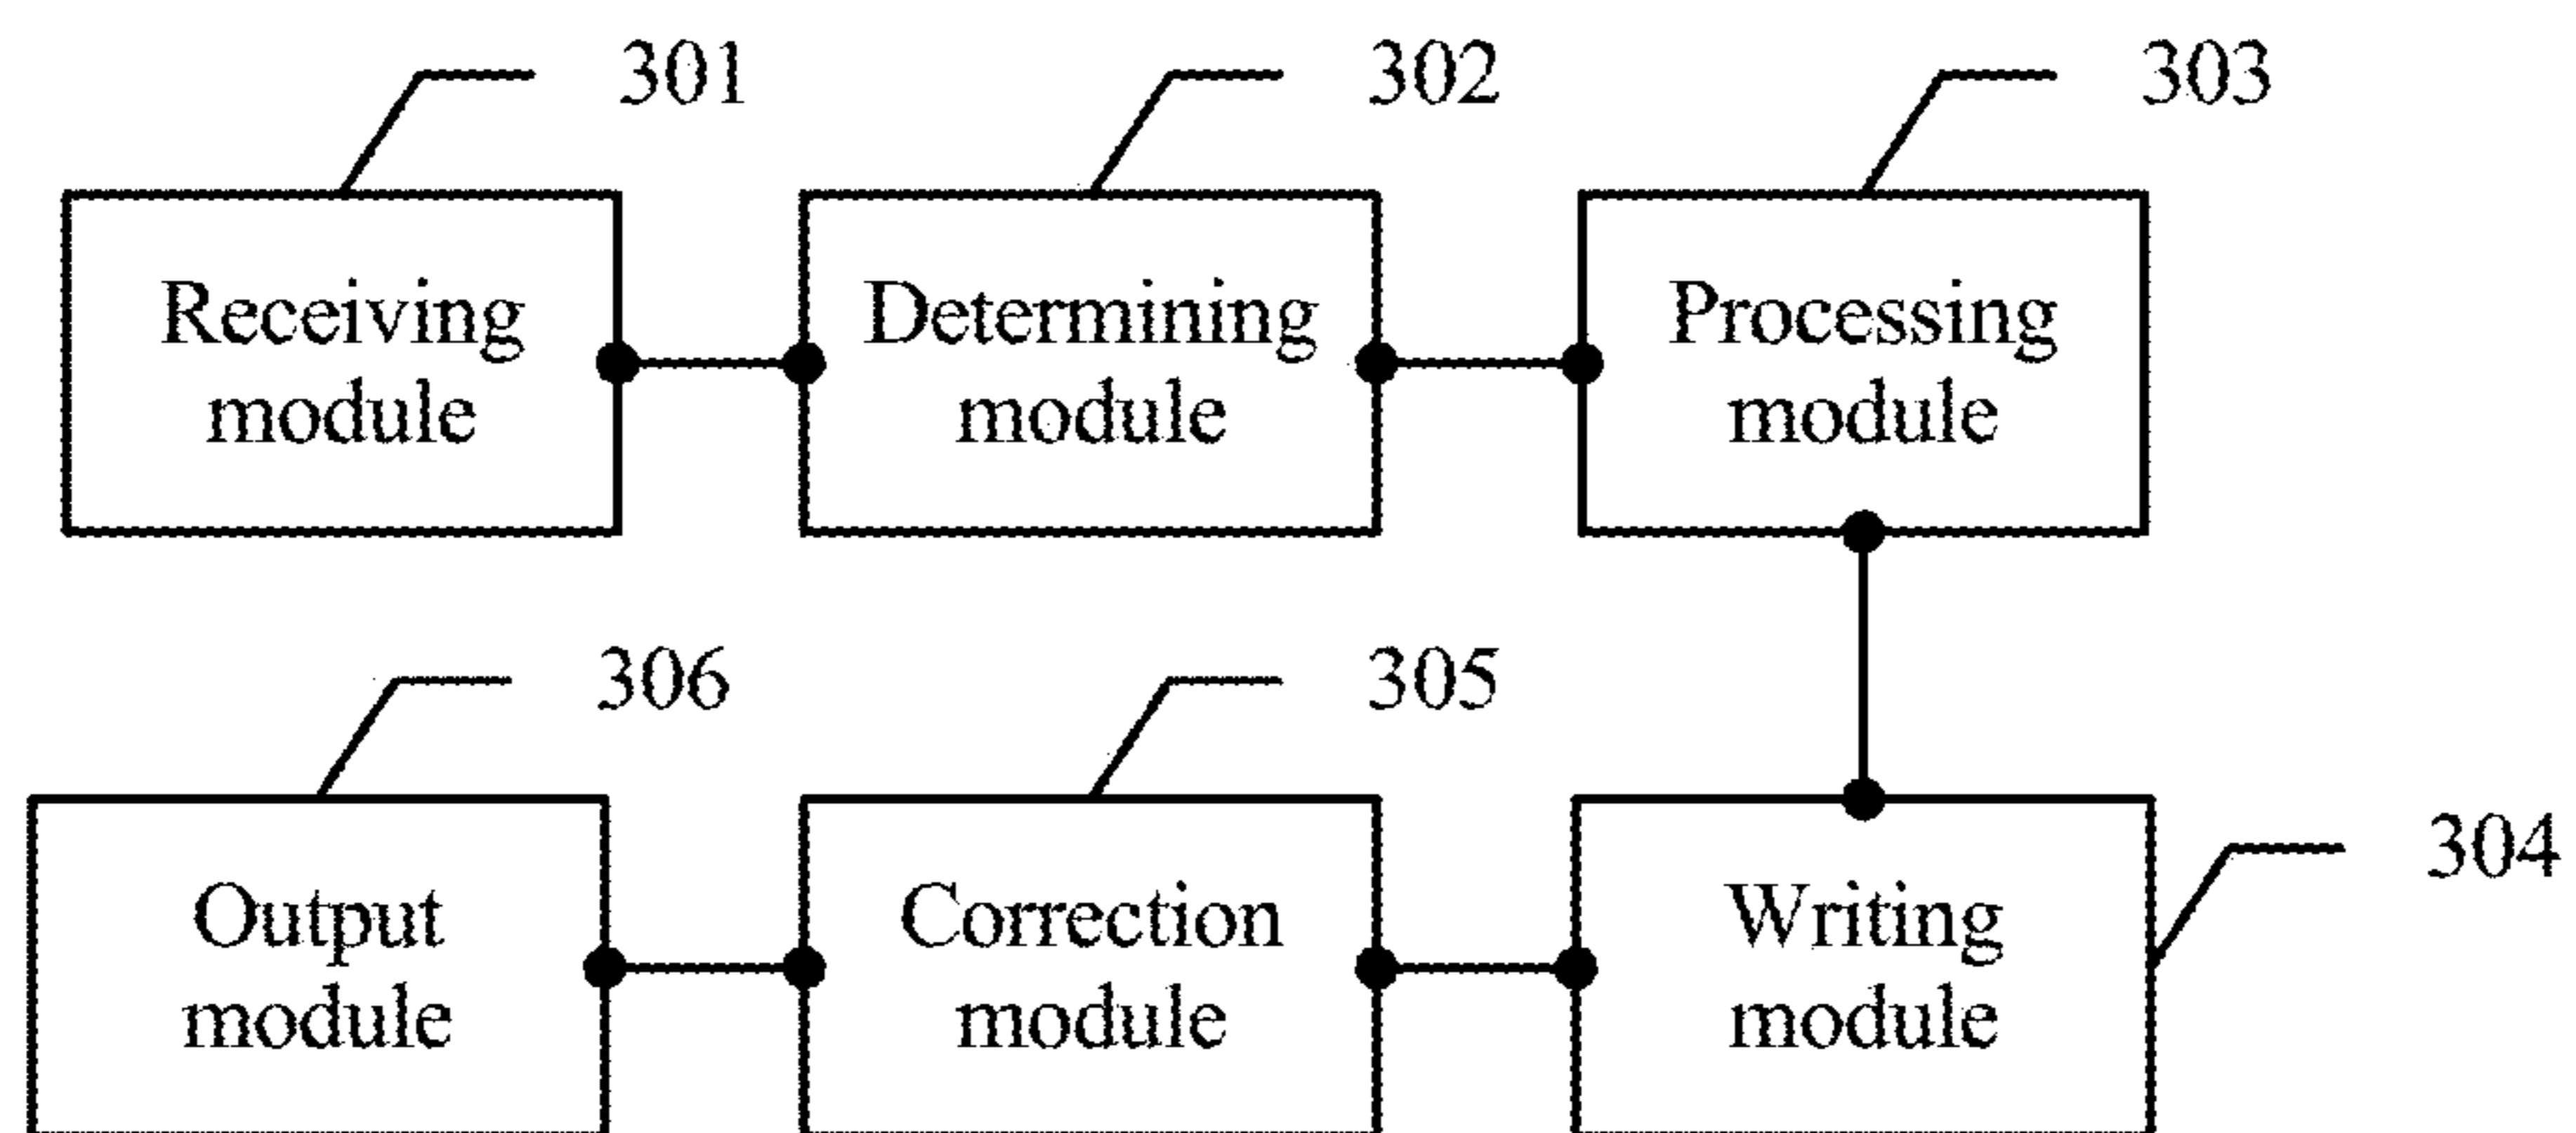 301
302
303
Receiving
module
Determining
module
Processing
module
306
305
304
Output
module
Correction
module
Writing
module